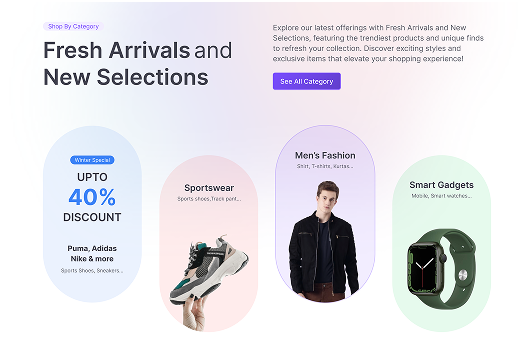 Shop By Category
Fresh Arrivals and
New Selections
Explore our latest offerings with Fresh Arrivals and New
Selections, featuring the trendiest products and unique finds
to refresh your collection. Discover exciting styles and
exclusive items that elevate your shopping experience!
See All Category
Winter Special
UPTO
40%
DISCOUNT
Puma, Adidas
Nike & more
Sports Shoes, Sneakers...
Sportswear
Sports shoes,Track pant...
Men's Fashion
Shirt, T-shirts, Kurtas...
Smart Gadgets
Mobile, Smart watches...